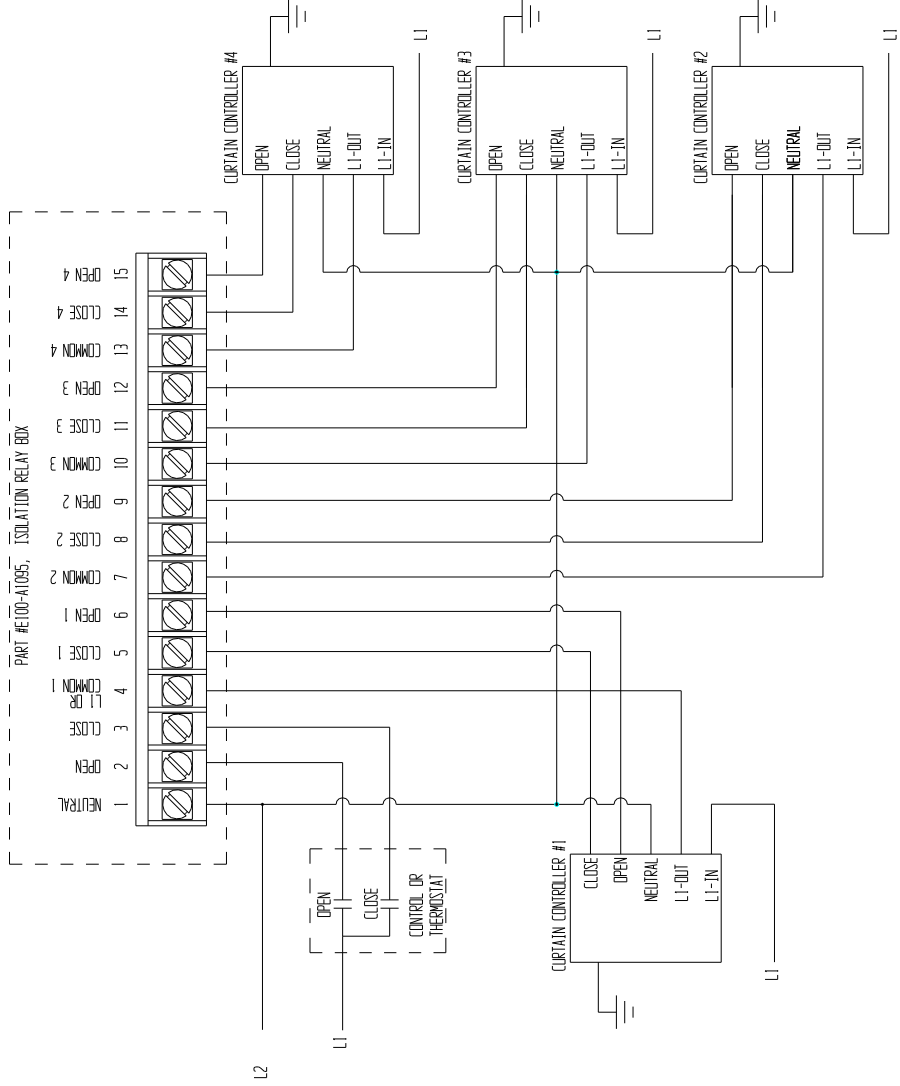 PART #E100-A1095, ISOLATION RELAY BOX
OPEN 4
15
CLOSE 4
14
COMMON 4
13
OPEN 3
12
CLOSE 3
11
COMMON 3
10
OPEN 2
9
CLOSE 2
8
COMMON 2
7
OPEN 1
6
CLOSE 1
5
L1 OR
COMMON 1
4
CLOSE
3
OPEN
2
NEUTRAL
1
CURTAIN CONTROLLER #4
OPEN
CLOSE
NEUTRAL
L1-OUT
L1-IN
L1
CURTAIN CONTROLLER #3
OPEN
CLOSE
NEUTRAL
L1-OUT
L1-IN
L1
CURTAIN CONTROLLER #2
OPEN
CLOSE
NEUTRAL
L1-OUT
L1-IN
L1
CURTAIN CONTROLLER #1
CLOSE
OPEN
NEUTRAL
L1-OUT
L1-IN
L1
OPEN
CLOSE
CONTROL OR
THERMOSTAT
L1
L2